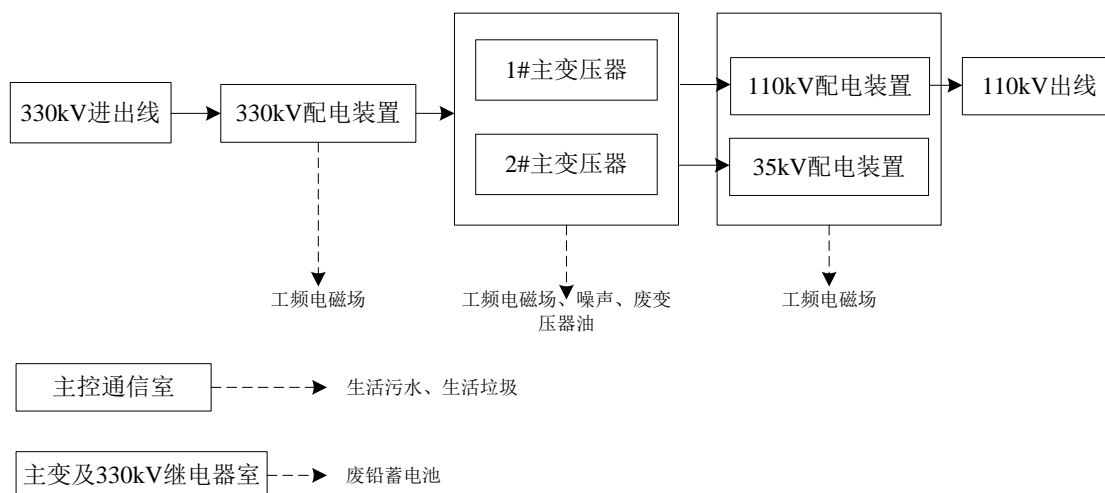 1#主变压器
330kV进出线
330kV配电装置
110kV配电装置
110kV出线
2#主变压器
35kV配电装置
工频电磁场
工频电磁场、噪声、废变
压器油
工频电磁场
主控通信室
生活污水、生活垃圾
主变及330kV继电器室
废铅蓄电池